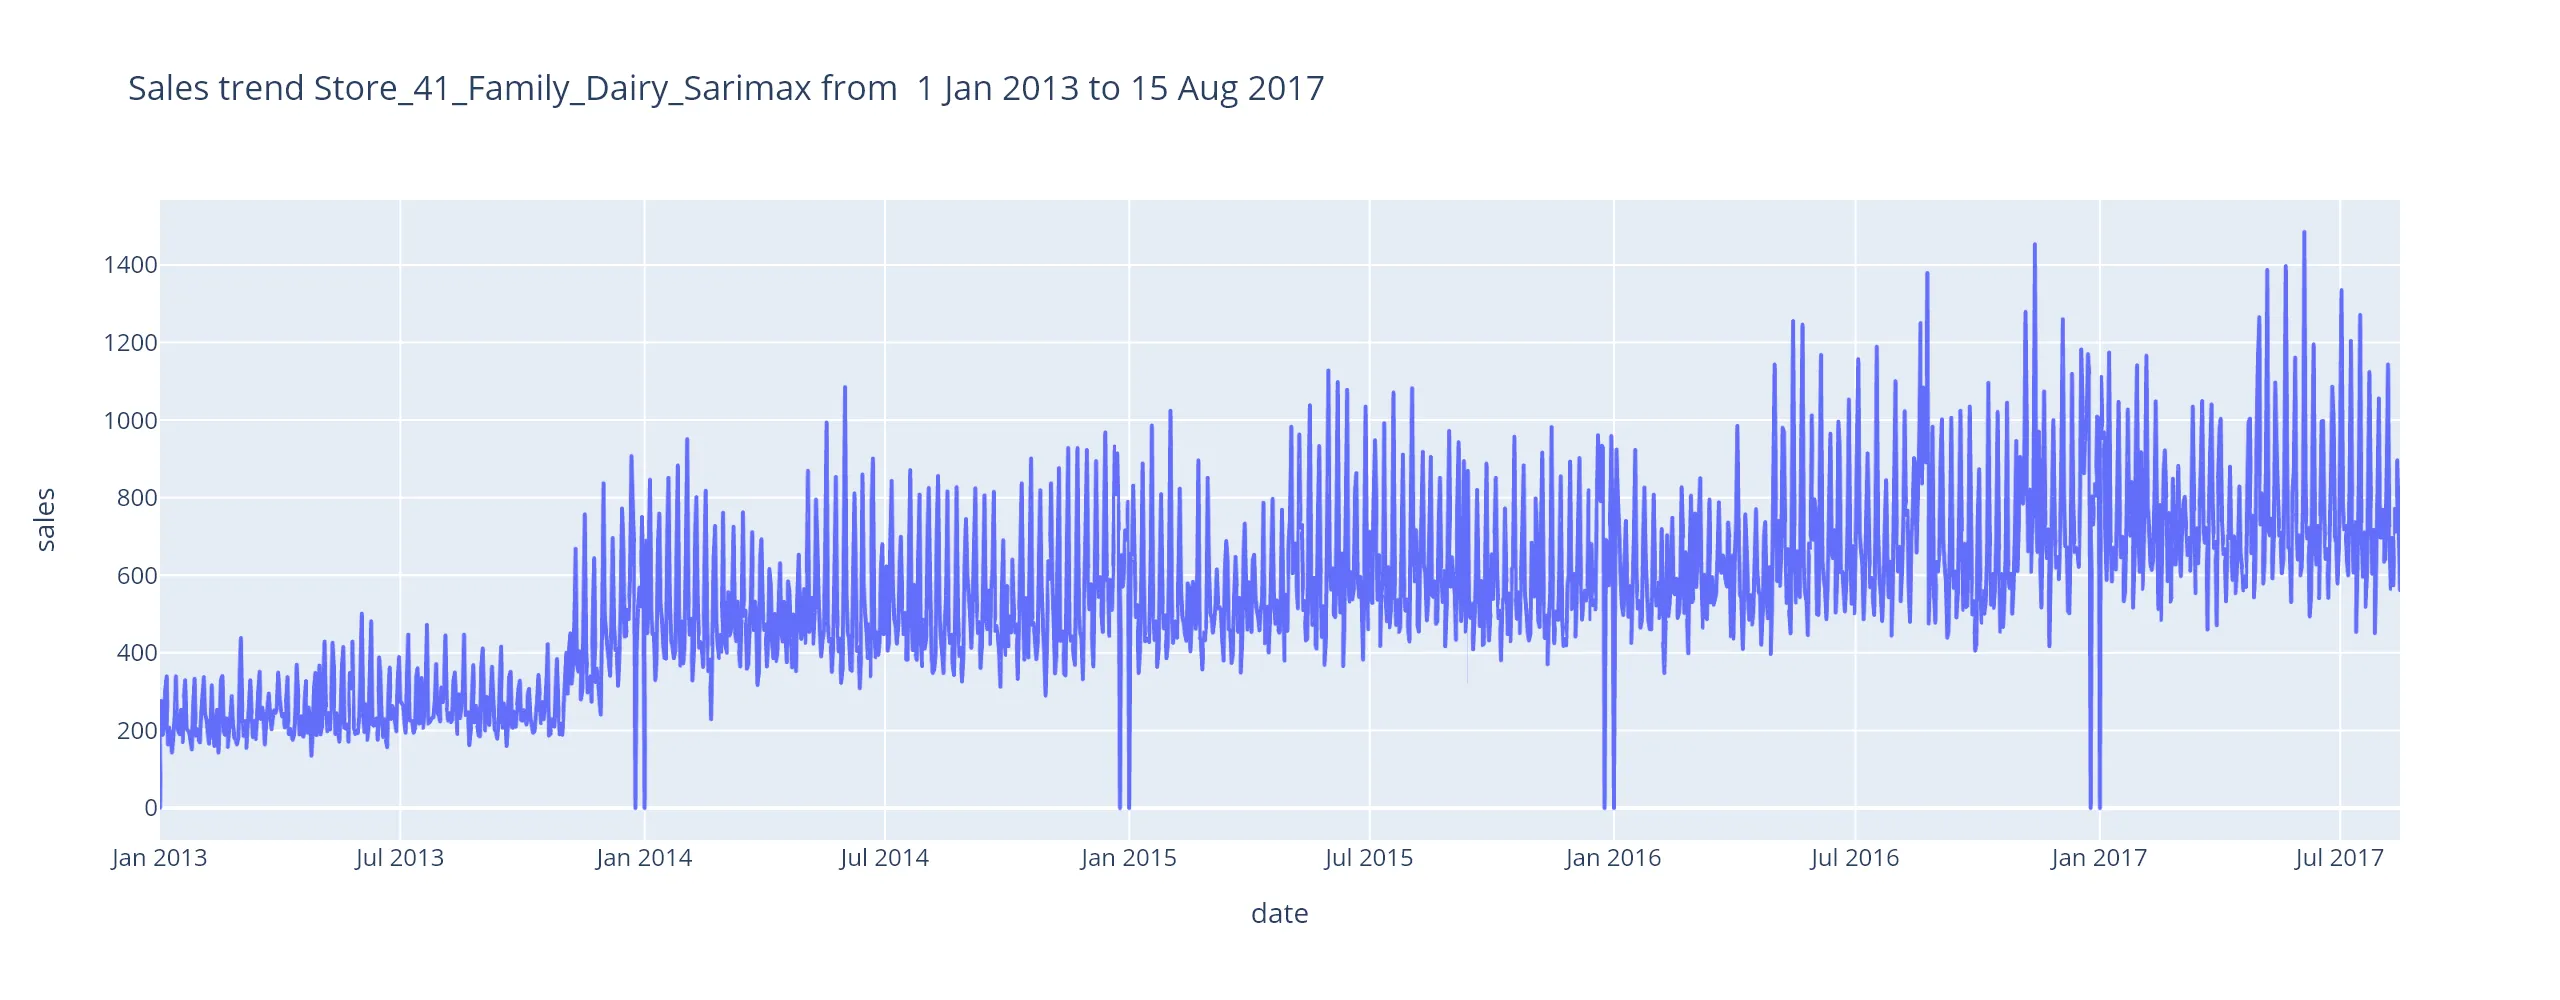 Sales trend Store_41_Family_Dairy_Sarimax from  1 Jan 2013 to 15 Aug 2017
sales
1400
1200
1000
800
600
400
200
0
Jan 2013 Jul 2013 Jan 2014 Jul 2014 Jan 2015 Jul 2015 Jan 2016 Jul 2016 Jan 2017 Jul 2017
date